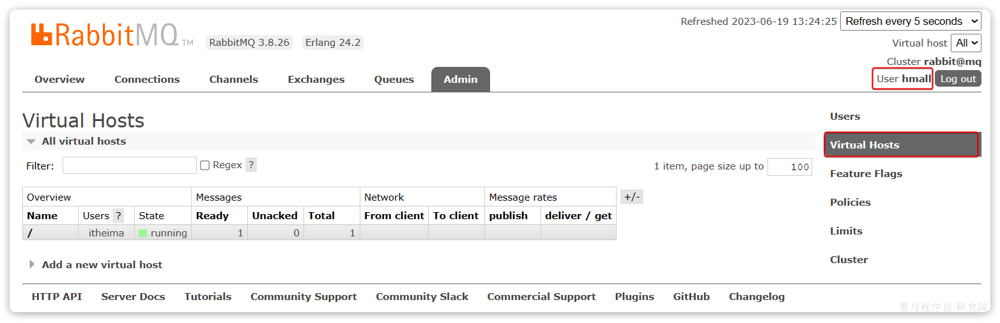 Refreshed 2023-06-19 13:24:25 Refresh every 5 seconds
RabbitMQ TM RabbitMQ 3.8.26 Erlang 24.2
Virtual host All
Cluster rabbit@mq
User hmall Log out
Overview Connections Channels Exchanges Queues Admin
Virtual Hosts
All virtual hosts
Filter: Regex ? 1 item, page size up to 100
Overview Messages Network Message rates +/-
Name Users ? State Ready Unacked Total From client To client publish deliver / get
/ itheima running 1 0 1
Add a new virtual host
Users
Virtual Hosts
Feature Flags
Policies
Limits
Cluster
HTTP API Server Docs Tutorials Community Support Community Slack Commercial Support Plugins GitHub Changelog
黑马程序员-研究院